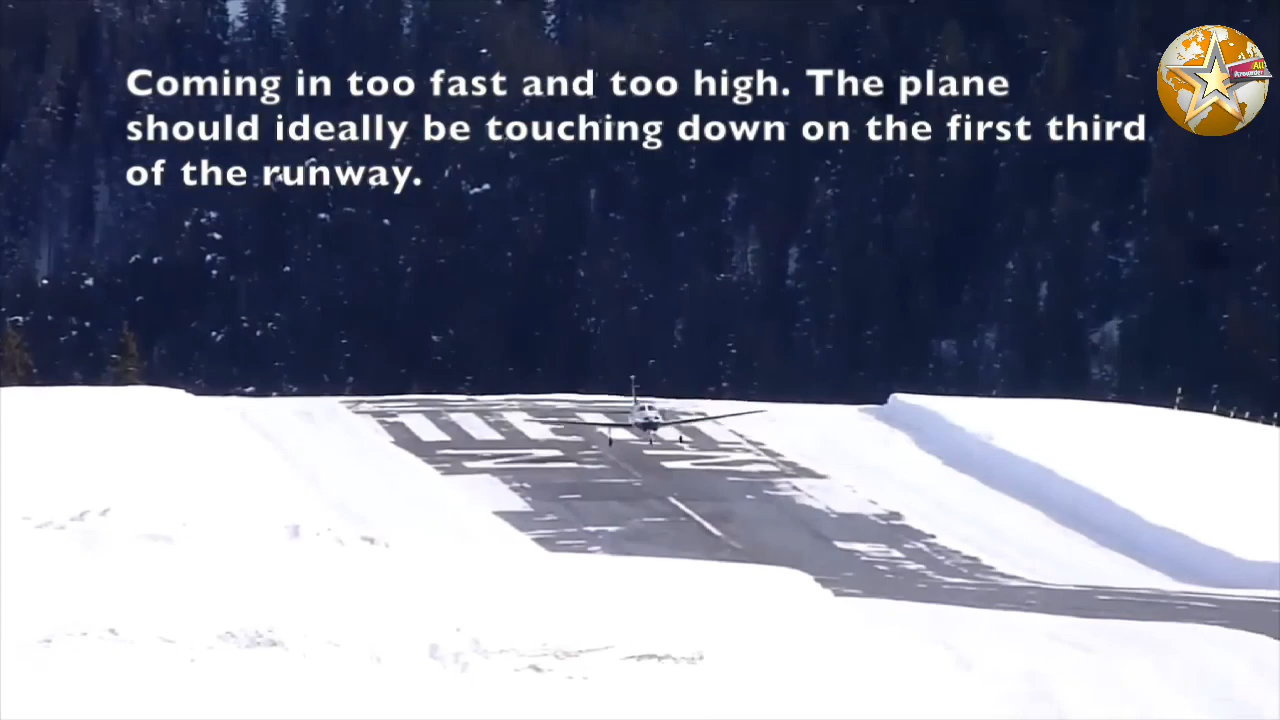 Coming in too fast and too high. The plane
should ideally be touching down on the first third
of the runway.